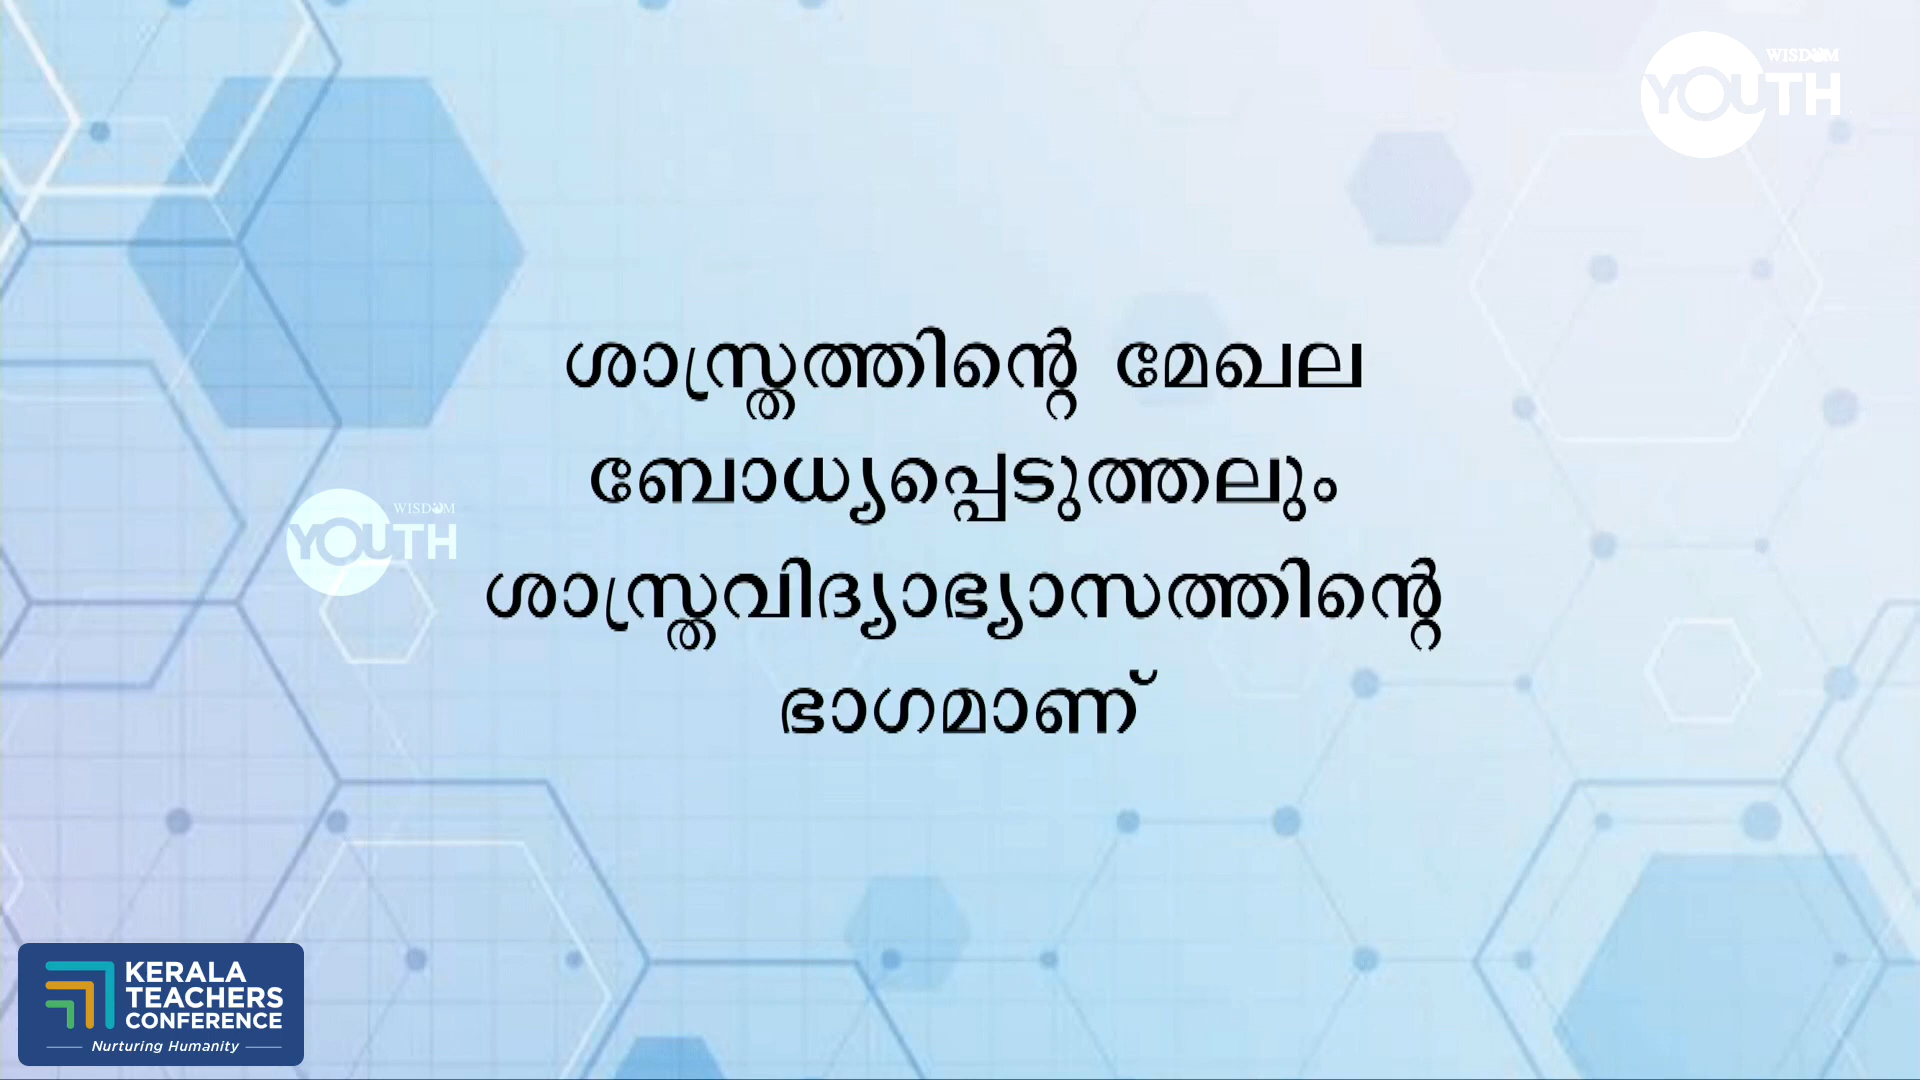 WISDOM
YOUTH
ശാസ്ത്രത്തിന്റെ മേഖല
ബോധ്യപ്പെടുത്തലും
WISDOM
YOUTH
ശാസ്ത്രവിദ്യാഭ്യാസത്തിന്റെ
ഭാഗമാണ്
KERALA
TEACHERS
CONFERENCE
Nurturing Humanity